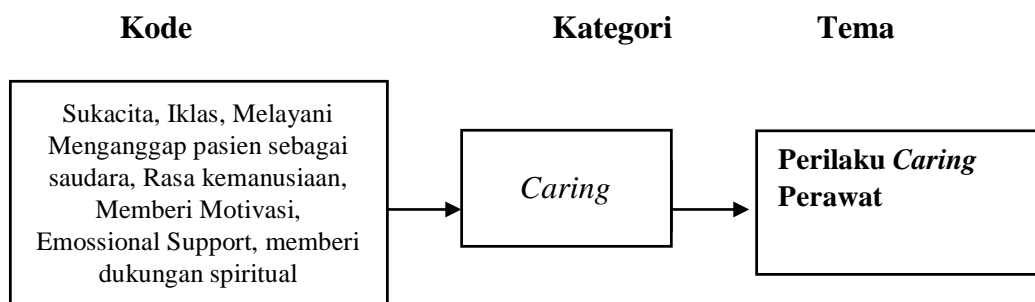 Kode Kategori Tema
Sukacita, Iklas, Melayani
Menganggap pasien sebagai
saudara, Rasa kemanusiaan,
Memberi Motivasi,
Emossional Support, memberi
dukungan spiritual
Caring
Perilaku Caring
Perawat